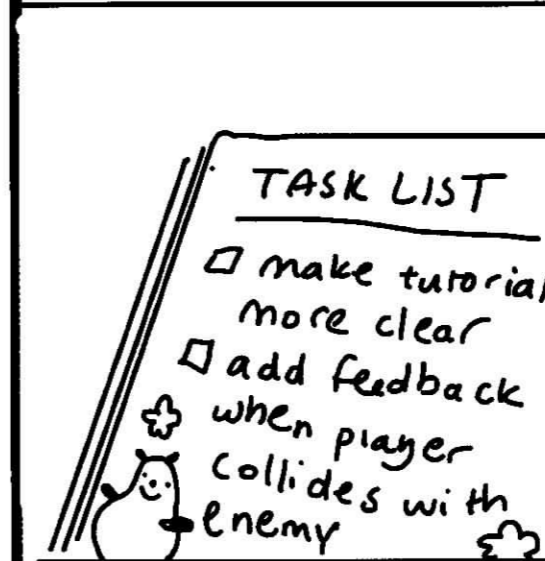 TASK LIST
make tutorial
more clear
add feedback
when player
collides with
enemy